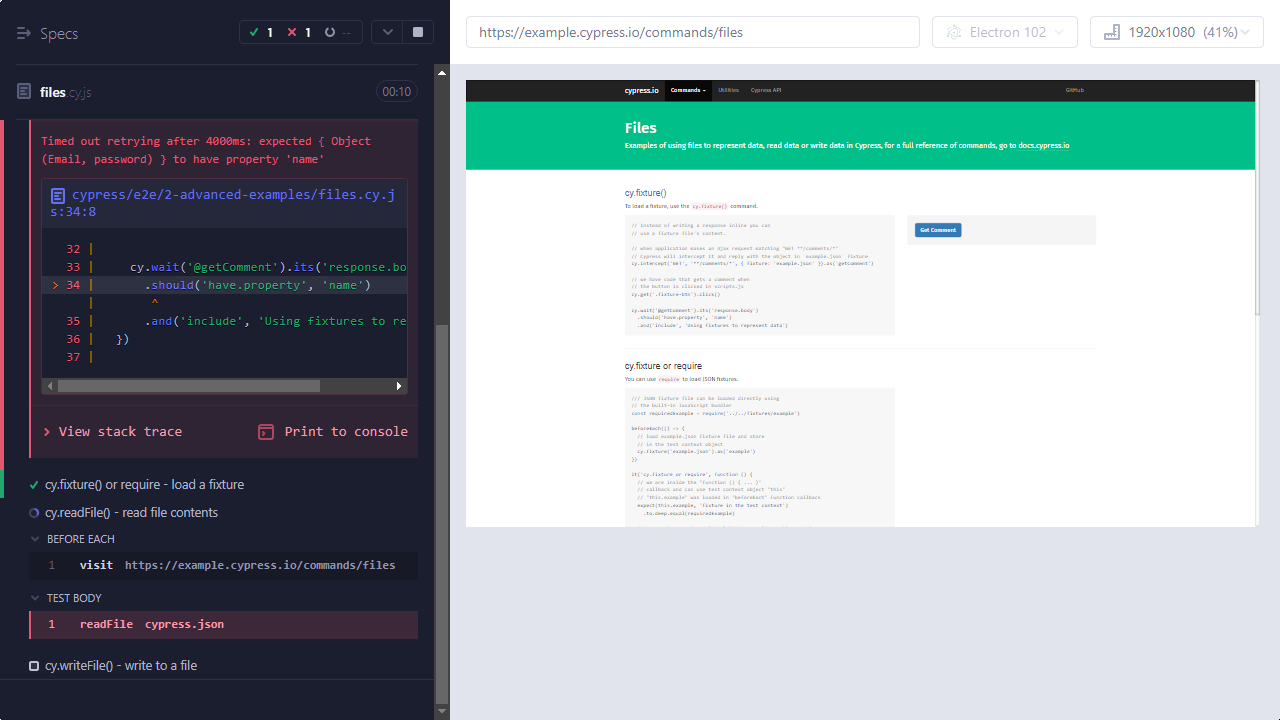 Specs
1 1 --
files.cy.js 00:10
Timed out retrying after 4000ms: expected { Object (Email, password) } to have property 'name'
cypress/e2e/2-advanced-examples/files.cy.js:34:8
32 |
33 | cy.wait('@getComment').its('response.bo
> 34 | .should('have.property', 'name')
| ^
35 | .and('include', 'Using fixtures to r
36 | })
37 |
View stack trace Print to console
cy.fixture() or require - load fixture
cy.readFile() - read file contents
BEFORE EACH
1 visit https://example.cypress.io/commands/files
TEST BODY
1 readFile cypress.json
cy.writeFile() - write to a file
https://example.cypress.io/commands/files
Electron 102
1920x1080 (41%)
cypress.io Commands Utilities Cypress API GitHub
Files
Examples of using files to represent data, read data or write data in Cypress, for a full reference of commands, go to docs.cypress.io
cy.fixture()
To load a fixture, use the cy.fixture() command.
// Instead of writing a response inline you can
// use a fixture file's content.
// when application makes an Ajax request matching "GET **/comments/*"
// Cypress will intercept it and reply with the object in `example.json` fixture
cy.intercept('GET', '**/comments/*', { fixture: 'example.json' }).as('getComment')
// we have code that gets a comment when
// the button is clicked in scripts.js
cy.get('.fixture-btn').click()
cy.wait('@getComment').its('response.body')
.should('have.property', 'name')
.and('include', 'Using fixtures to represent data')
Get Comment
cy.fixture or require
You can use require to load JSON fixtures.
/// JSON fixture file can be loaded directly using
// the built-in JavaScript bundler
const requiredExample = require('../../fixtures/example')
beforeEach(() => {
// load example.json fixture file and store
// in the test context object
cy.fixture('example.json').as('example')
})
it('cy.fixture or require', function () {
// we are inside the "function () { ... }"
// callback and can use test context object "this"
// "this.example" was loaded in "beforeEach" function callback
expect(this.example, 'fixture in the test context')
.to.deep.equal(requiredExample)